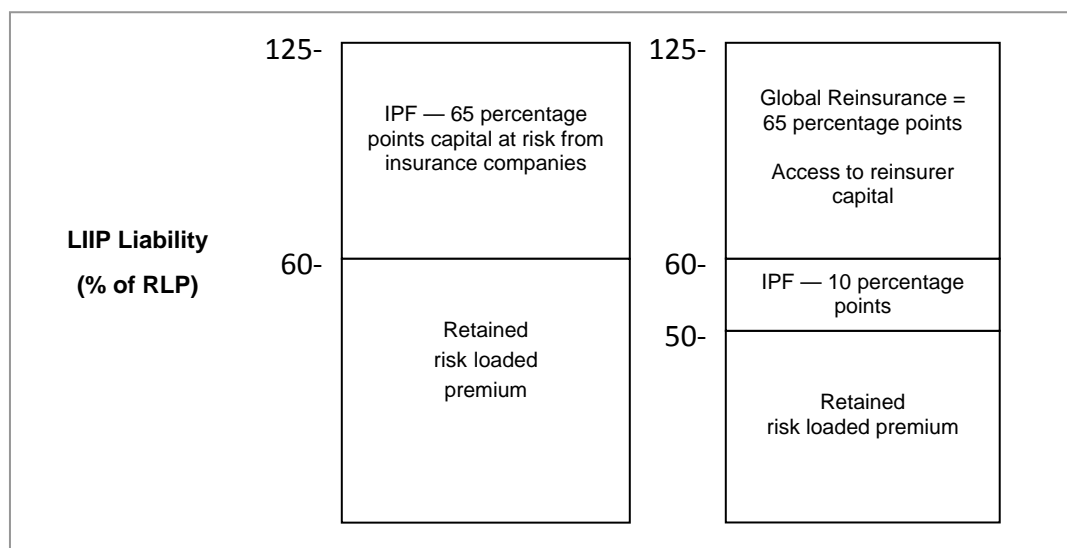 125-
IPF — 65 percentage
points capital at risk from
insurance companies
125-
Global Reinsurance =
65 percentage points
Access to reinsurer
capital
LIIP Liability
(% of RLP)
60-
60-
IPF — 10 percentage
points
50-
Retained
risk loaded
premium
Retained
risk loaded premium